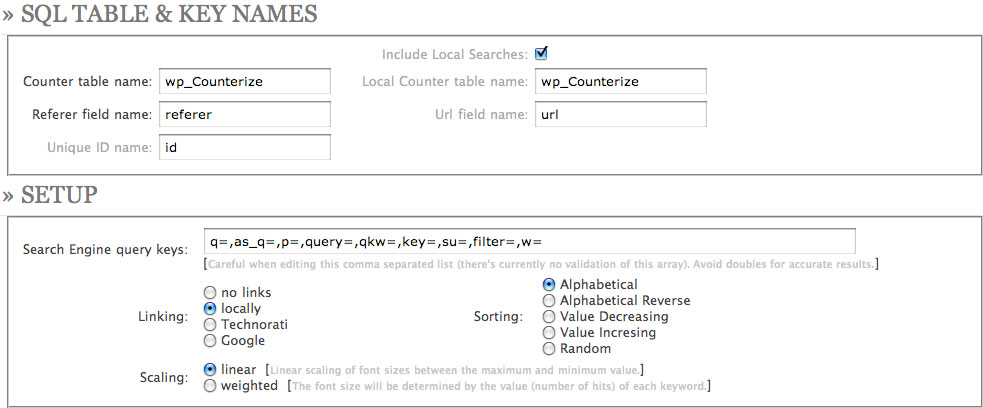 » SQL TABLE & KEY NAMES
Include Local Searches:
Counter table name: wp_Counterize Local Counter table name: wp_Counterize
Referer field name: referer Url field name: url
Unique ID name: id
» SETUP
Search Engine query keys: q=,as_q=,p=,query=,qkw=,key=,su=,filter=,w=
[Careful when editing this comma separated list (there's currently no validation of this array). Avoid doubles for accurate results.]
Linking:
no links
locally
Technorati
Google
Sorting:
Alphabetical
Alphabetical Reverse
Value Decreasing
Value Incresing
Random
Scaling:
linear [Linear scaling of font sizes between the maximum and minimum value.]
weighted [The font size will be determined by the value (number of hits) of each keyword.]